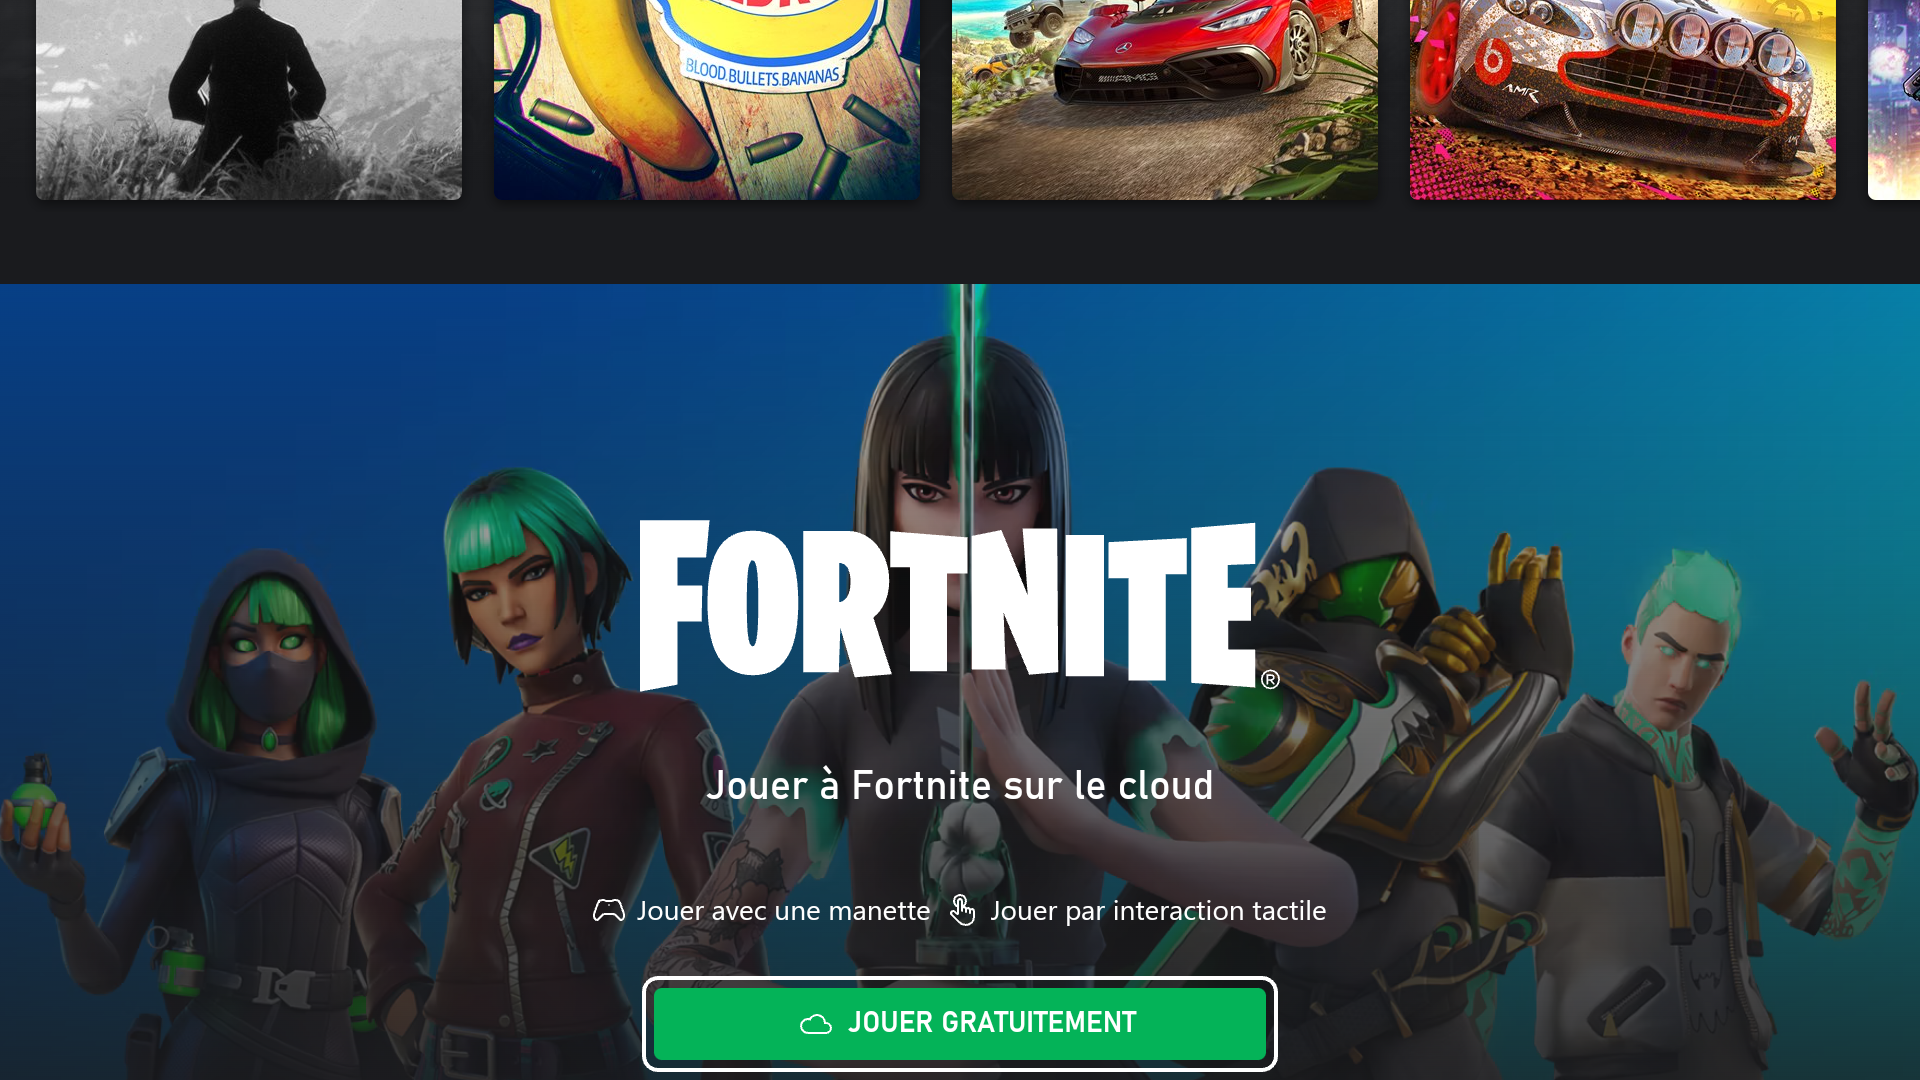 BLOOD.BULLETS.BANANAS
AMR
FORTNITE®
Jouer à Fortnite sur le cloud
Jouer avec une manette Jouer par interaction tactile
JOUER GRATUITEMENT